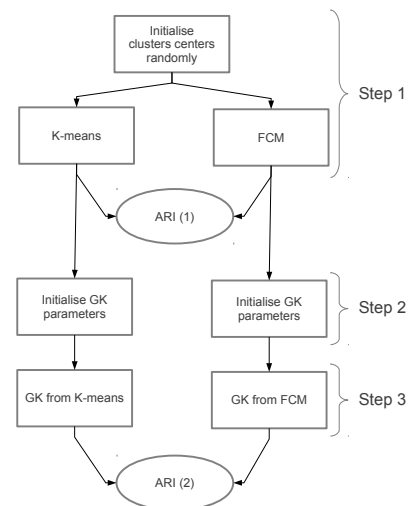 Initialise
clusters centers
randomly
Step 1
K-means
FCM
ARI (1)
Initialise GK
parameters
Initialise GK
parameters
Step 2
GK from K-means
GK from FCM
Step 3
ARI (2)